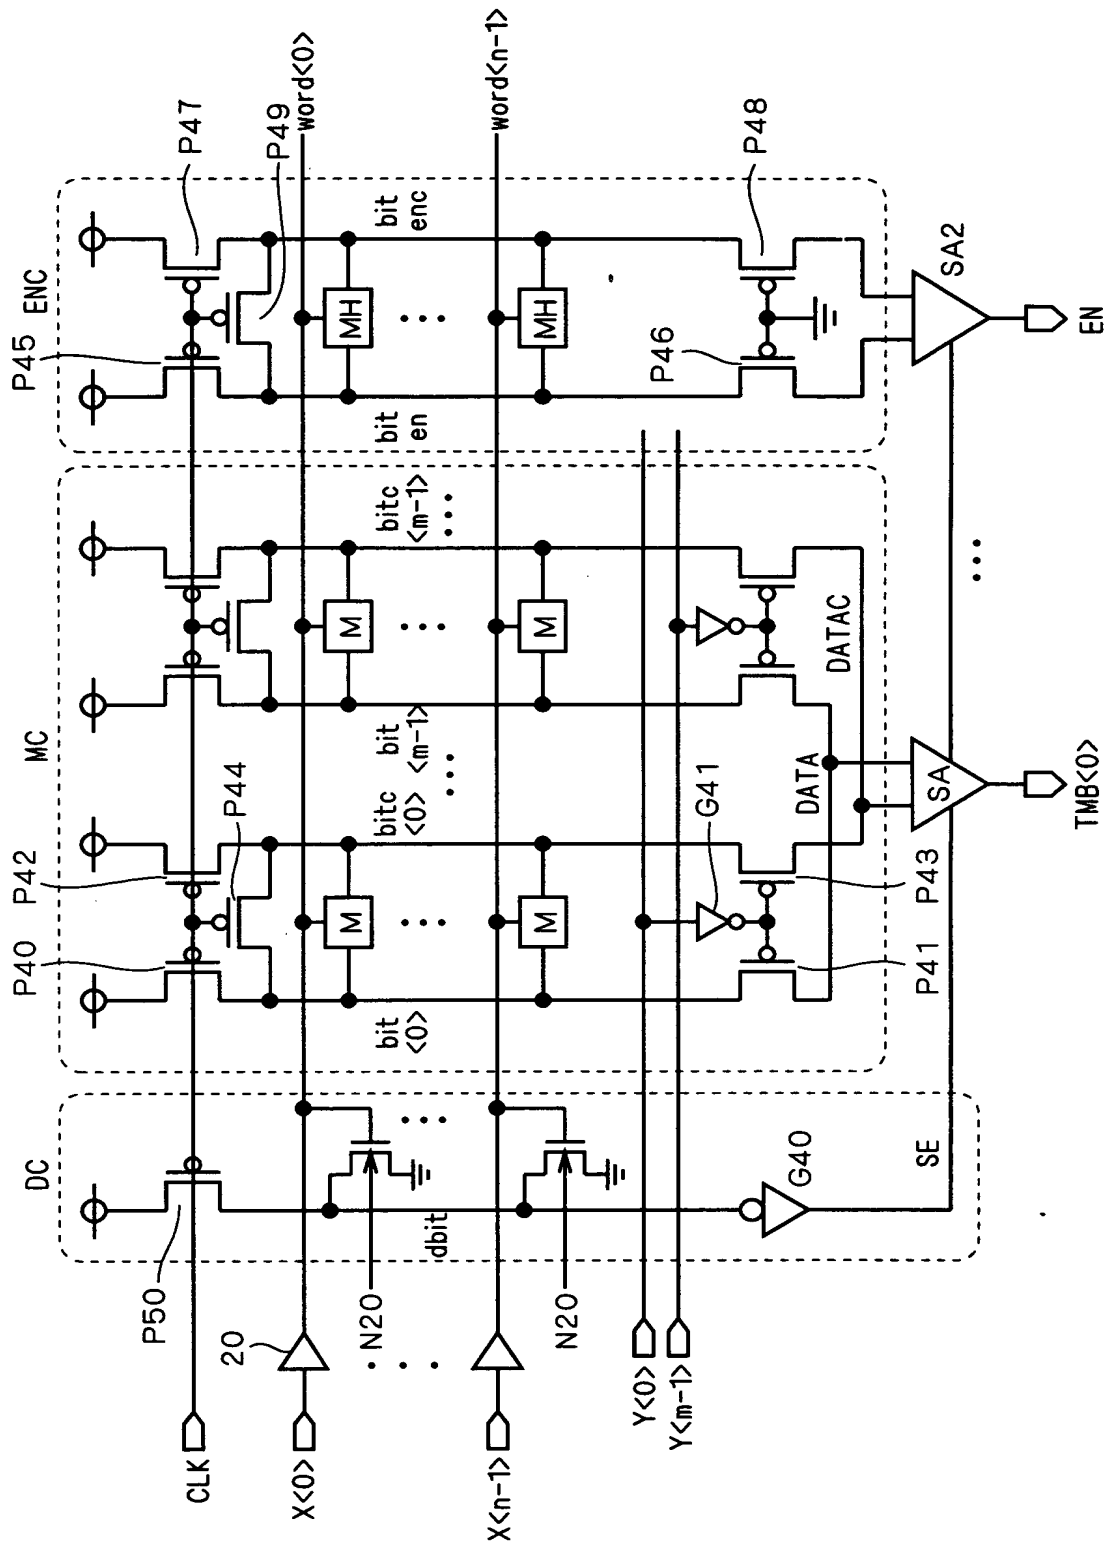 DC
MC
ENC
P50
P40
P42
P44
P45
P47
P49
CLK
X<0>
20
N20
word<0>
M
M
MH
dbit
bit
<0>
bitc
<0>
bit
<m-1>
bitc
<m-1>
bit
en
bit
enc
X<n-1>
N20
word<n-1>
M
M
MH
Y<0>
Y<m-1>
G40
SE
G41
P41
P43
DATA
DATAC
P46
P48
SA
SA2
TMB<0>
EN